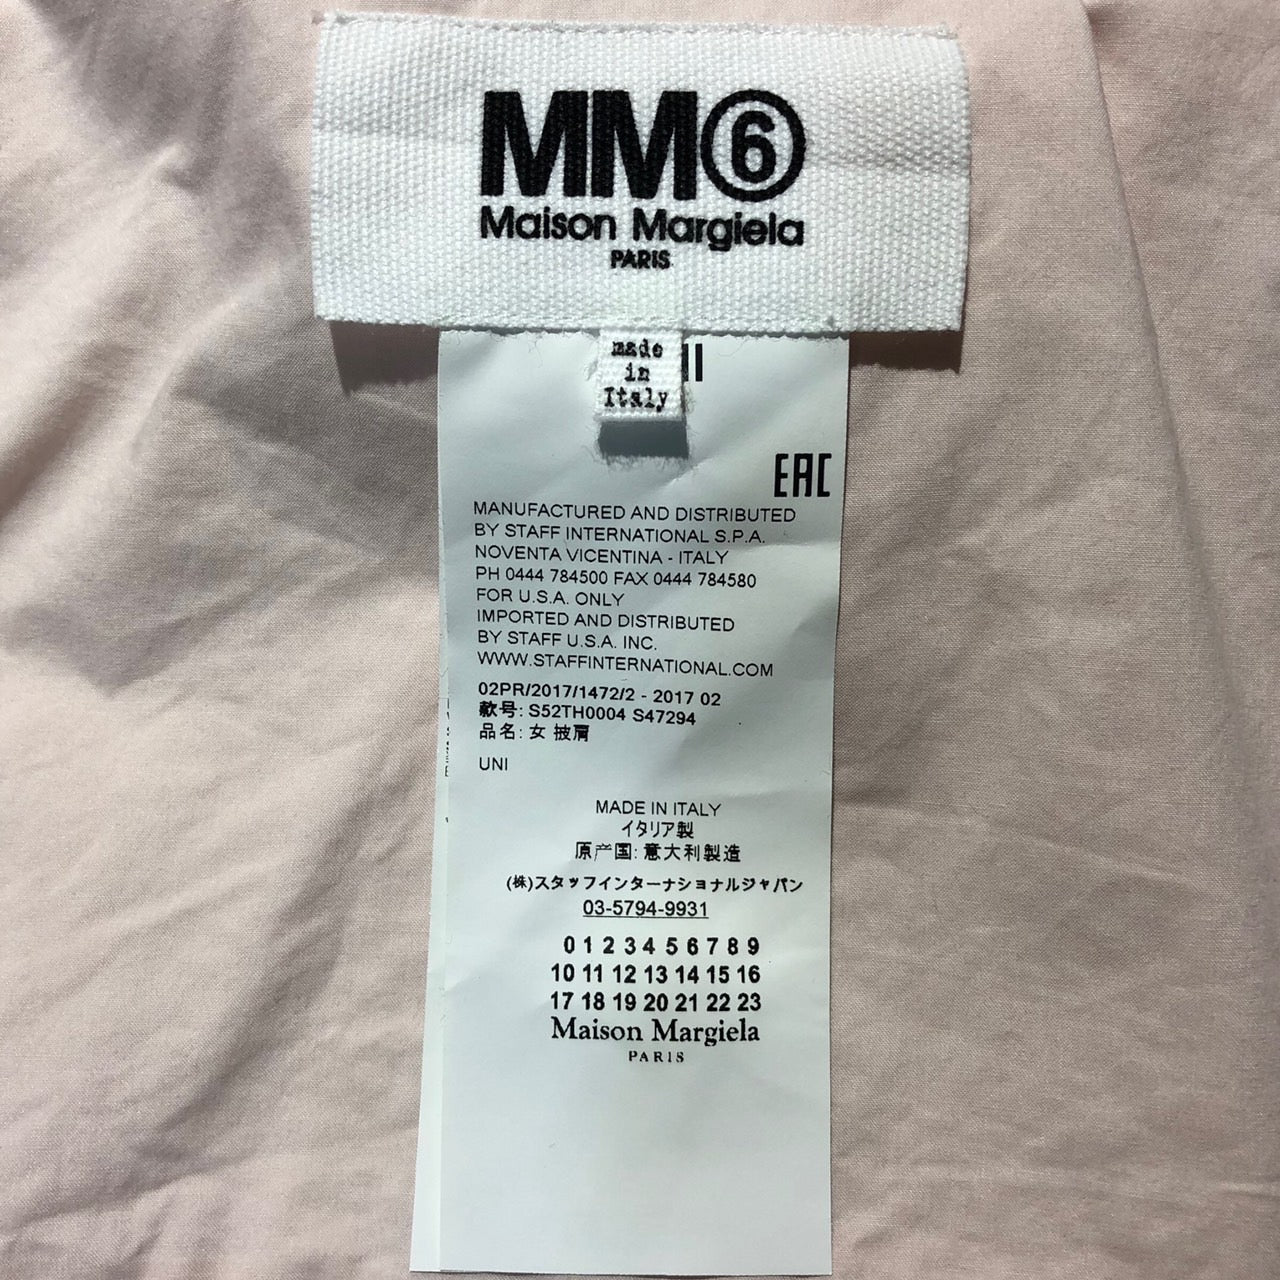 MM⑥
Maison Margiela
PARIS
made
in
Italy
EAC
MANUFACTURED AND DISTRIBUTED
BY STAFF INTERNATIONAL S.P.A.
NOVENTA VICENTINA - ITALY
PH 0444 784500 FAX 0444 784580
FOR U.S.A. ONLY
IMPORTED AND DISTRIBUTED
BY STAFF U.S.A. INC.
WWW.STAFFINTERNATIONAL.COM
02PR/2017/1472/2 - 2017 02
款号: S52TH0004 S47294
品名: 女 披肩
UNI
MADE IN ITALY
イタリア製
原产国: 意大利製造
(株)スタッフインターナショナルジャパン
03-5794-9931
0 1 2 3 4 5 6 7 8 9
10 11 12 13 14 15 16
17 18 19 20 21 22 23
Maison Margiela
PARIS